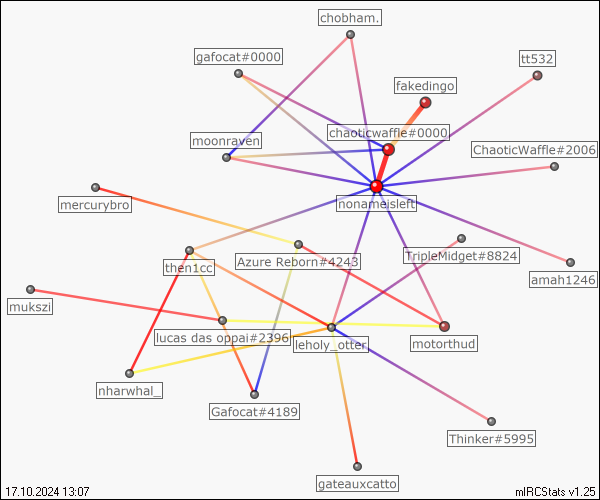 chobham.
gafocat#0000
tt532
fakedingo
chaoticwaffle#0000
moonraven
ChaoticWaffle#2006
mercurybro
nonameisleft
then1cc
Azure Reborn#4243
TripleMidget#8824
amah1246
mukszi
lucas das oppai#2396
leholy_otter
motorthud
nharwhal_
Gafocat#4189
Thinker#5995
gateauxcatto
17.10.2024 13:07
mIRCStats v1.25